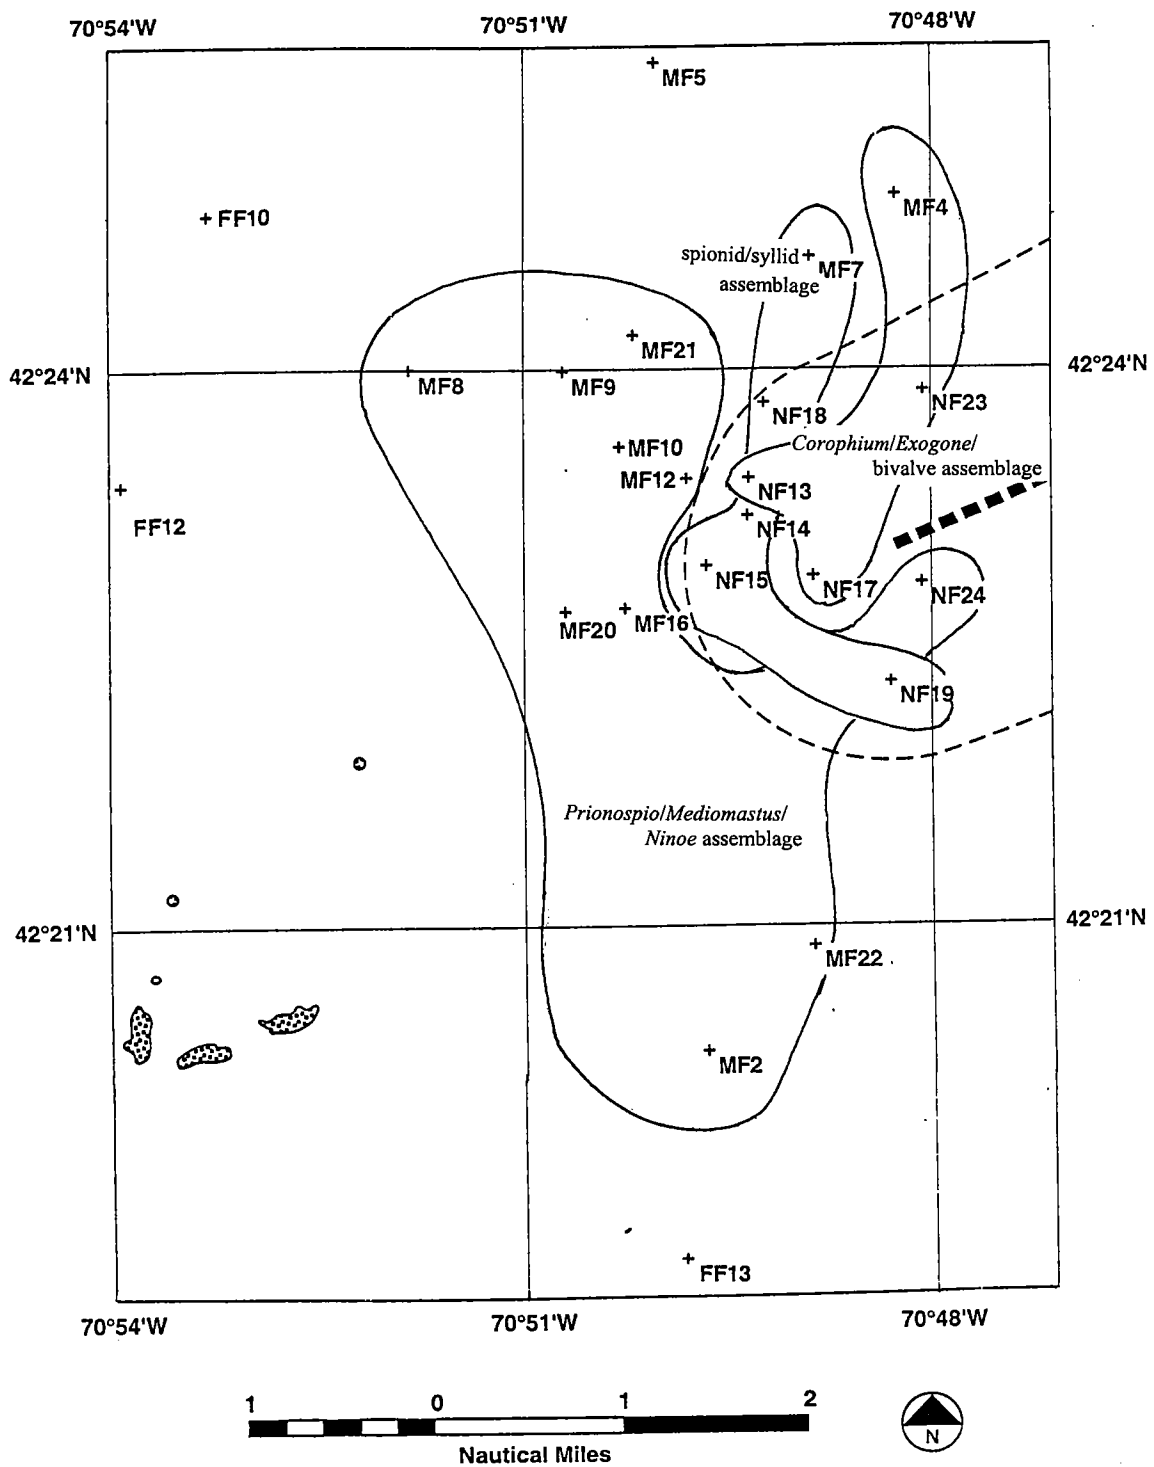 70°54'W
70°51'W
70°48'W
MF5
MF4
FF10
spionid/syllid
assemblage
MF7
42°24'N
42°24'N
MF21
MF8
MF9
NF23
NF18
Corophium/Exogone/
bivalve assemblage
MF10
MF12
NF13
FF12
NF14
NF15
NF17
NF24
MF20
MF16
NF19
Prionospio/Mediomastus/
Ninoe assemblage
42°21'N
42°21'N
MF22
MF2
FF13
70°54'W
70°51'W
70°48'W
1
0
1
2
Nautical Miles
N